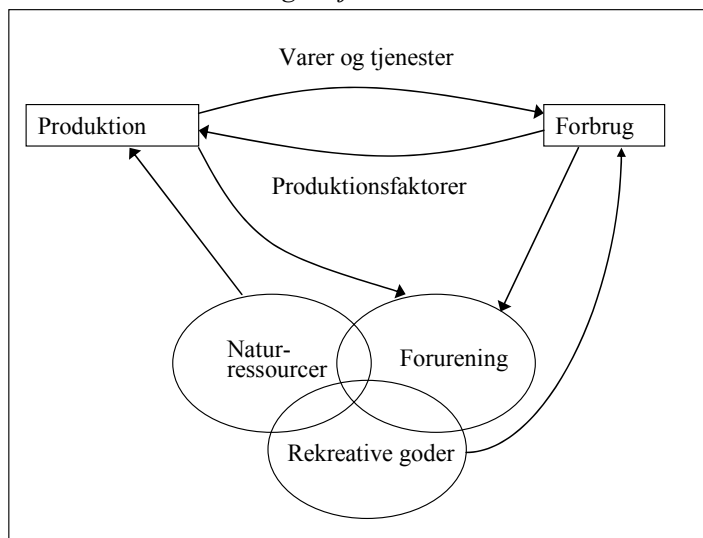 Varer og tjenester
Produktion
Forbrug
Produktionsfaktorer
Natur-
ressourcer
Forurening
Rekreative goder